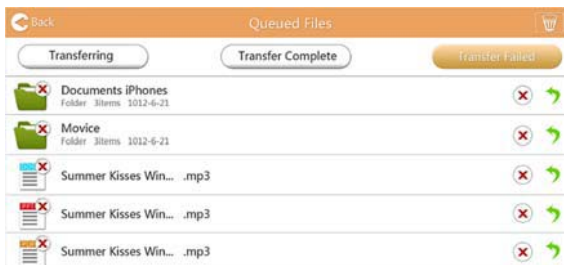 Back
Queued Files
Transferring
Transfer Complete
Transfer Failed
Documents iPhones
Folder 3items 1012-6-21
Movice
Folder 3items 1012-6-21
Summer Kisses Win... .mp3
Summer Kisses Win... .mp3
Summer Kisses Win... .mp3